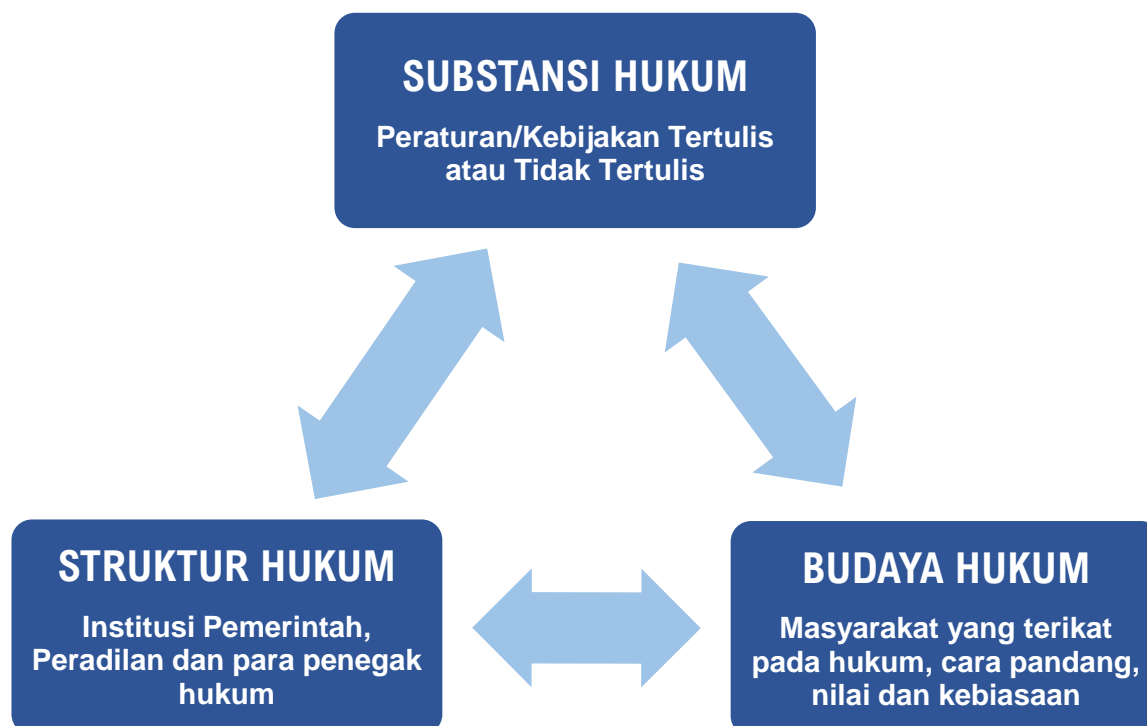 SUBSTANSI HUKUM
Peraturan/Kebijakan Tertulis
atau Tidak Tertulis
STRUKTUR HUKUM
Institusi Pemerintah,
Peradilan dan para penegak
hukum
BUDAYA HUKUM
Masyarakat yang terikat
pada hukum, cara pandang,
nilai dan kebiasaan